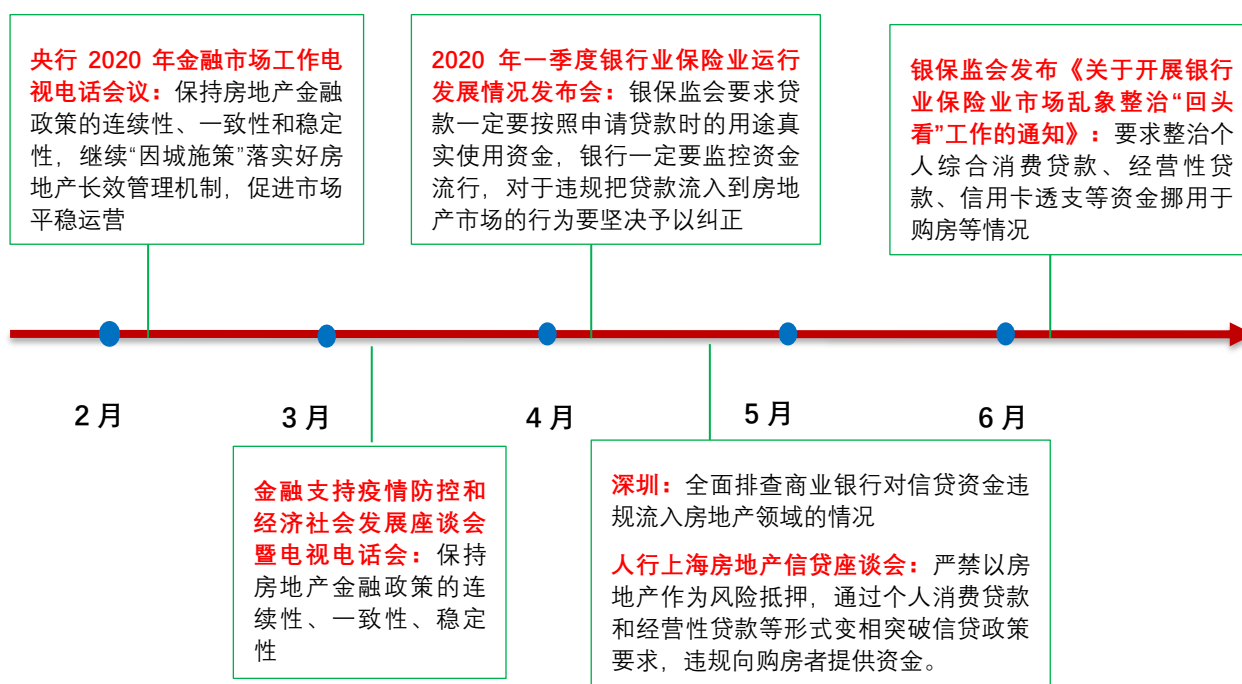 央行 2020 年金融市场工作电
视电话会议：保持房地产金融
政策的连续性、一致性和稳定
性，继续“因城施策”落实好房
地产长效管理机制，促进市场
平稳运营
2020 年一季度银行业保险业运行
发展情况发布会：银保监会要求贷
款一定要按照申请贷款时的用途真
实使用资金，银行一定要监控资金
流行，对于违规把贷款流入到房地
产市场的行为要坚决予以纠正
银保监会发布《关于开展银行
业保险业市场乱象整治“回头
看”工作的通知》：要求整治个
人综合消费贷款、经营性贷
款、信用卡透支等资金挪用于
购房等情况
2 月
3 月
4 月
5 月
6 月
金融支持疫情防控和
经济社会发展座谈会
暨电视电话会：保持
房地产金融政策的连
续性、一致性、稳定
性
深圳：全面排查商业银行对信贷资金违
规流入房地产领域的情况
人行上海房地产信贷座谈会：严禁以房
地产作为风险抵押，通过个人消费贷款
和经营性贷款等形式变相突破信贷政策
要求，违规向购房者提供资金。